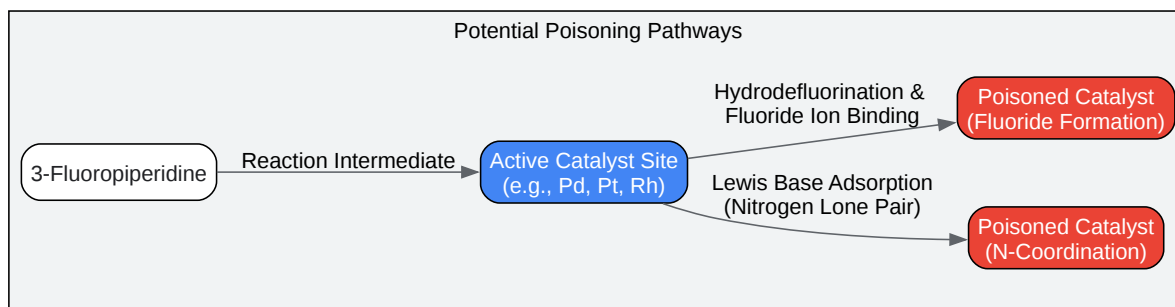 Potential Poisoning Pathways
3-Fluoropiperidine
Reaction Intermediate
Active Catalyst Site
(e.g., Pd, Pt, Rh)
Hydrodefluorination &
Fluoride Ion Binding
Poisoned Catalyst
(Fluoride Formation)
Lewis Base Adsorption
(Nitrogen Lone Pair)
Poisoned Catalyst
(N-Coordination)